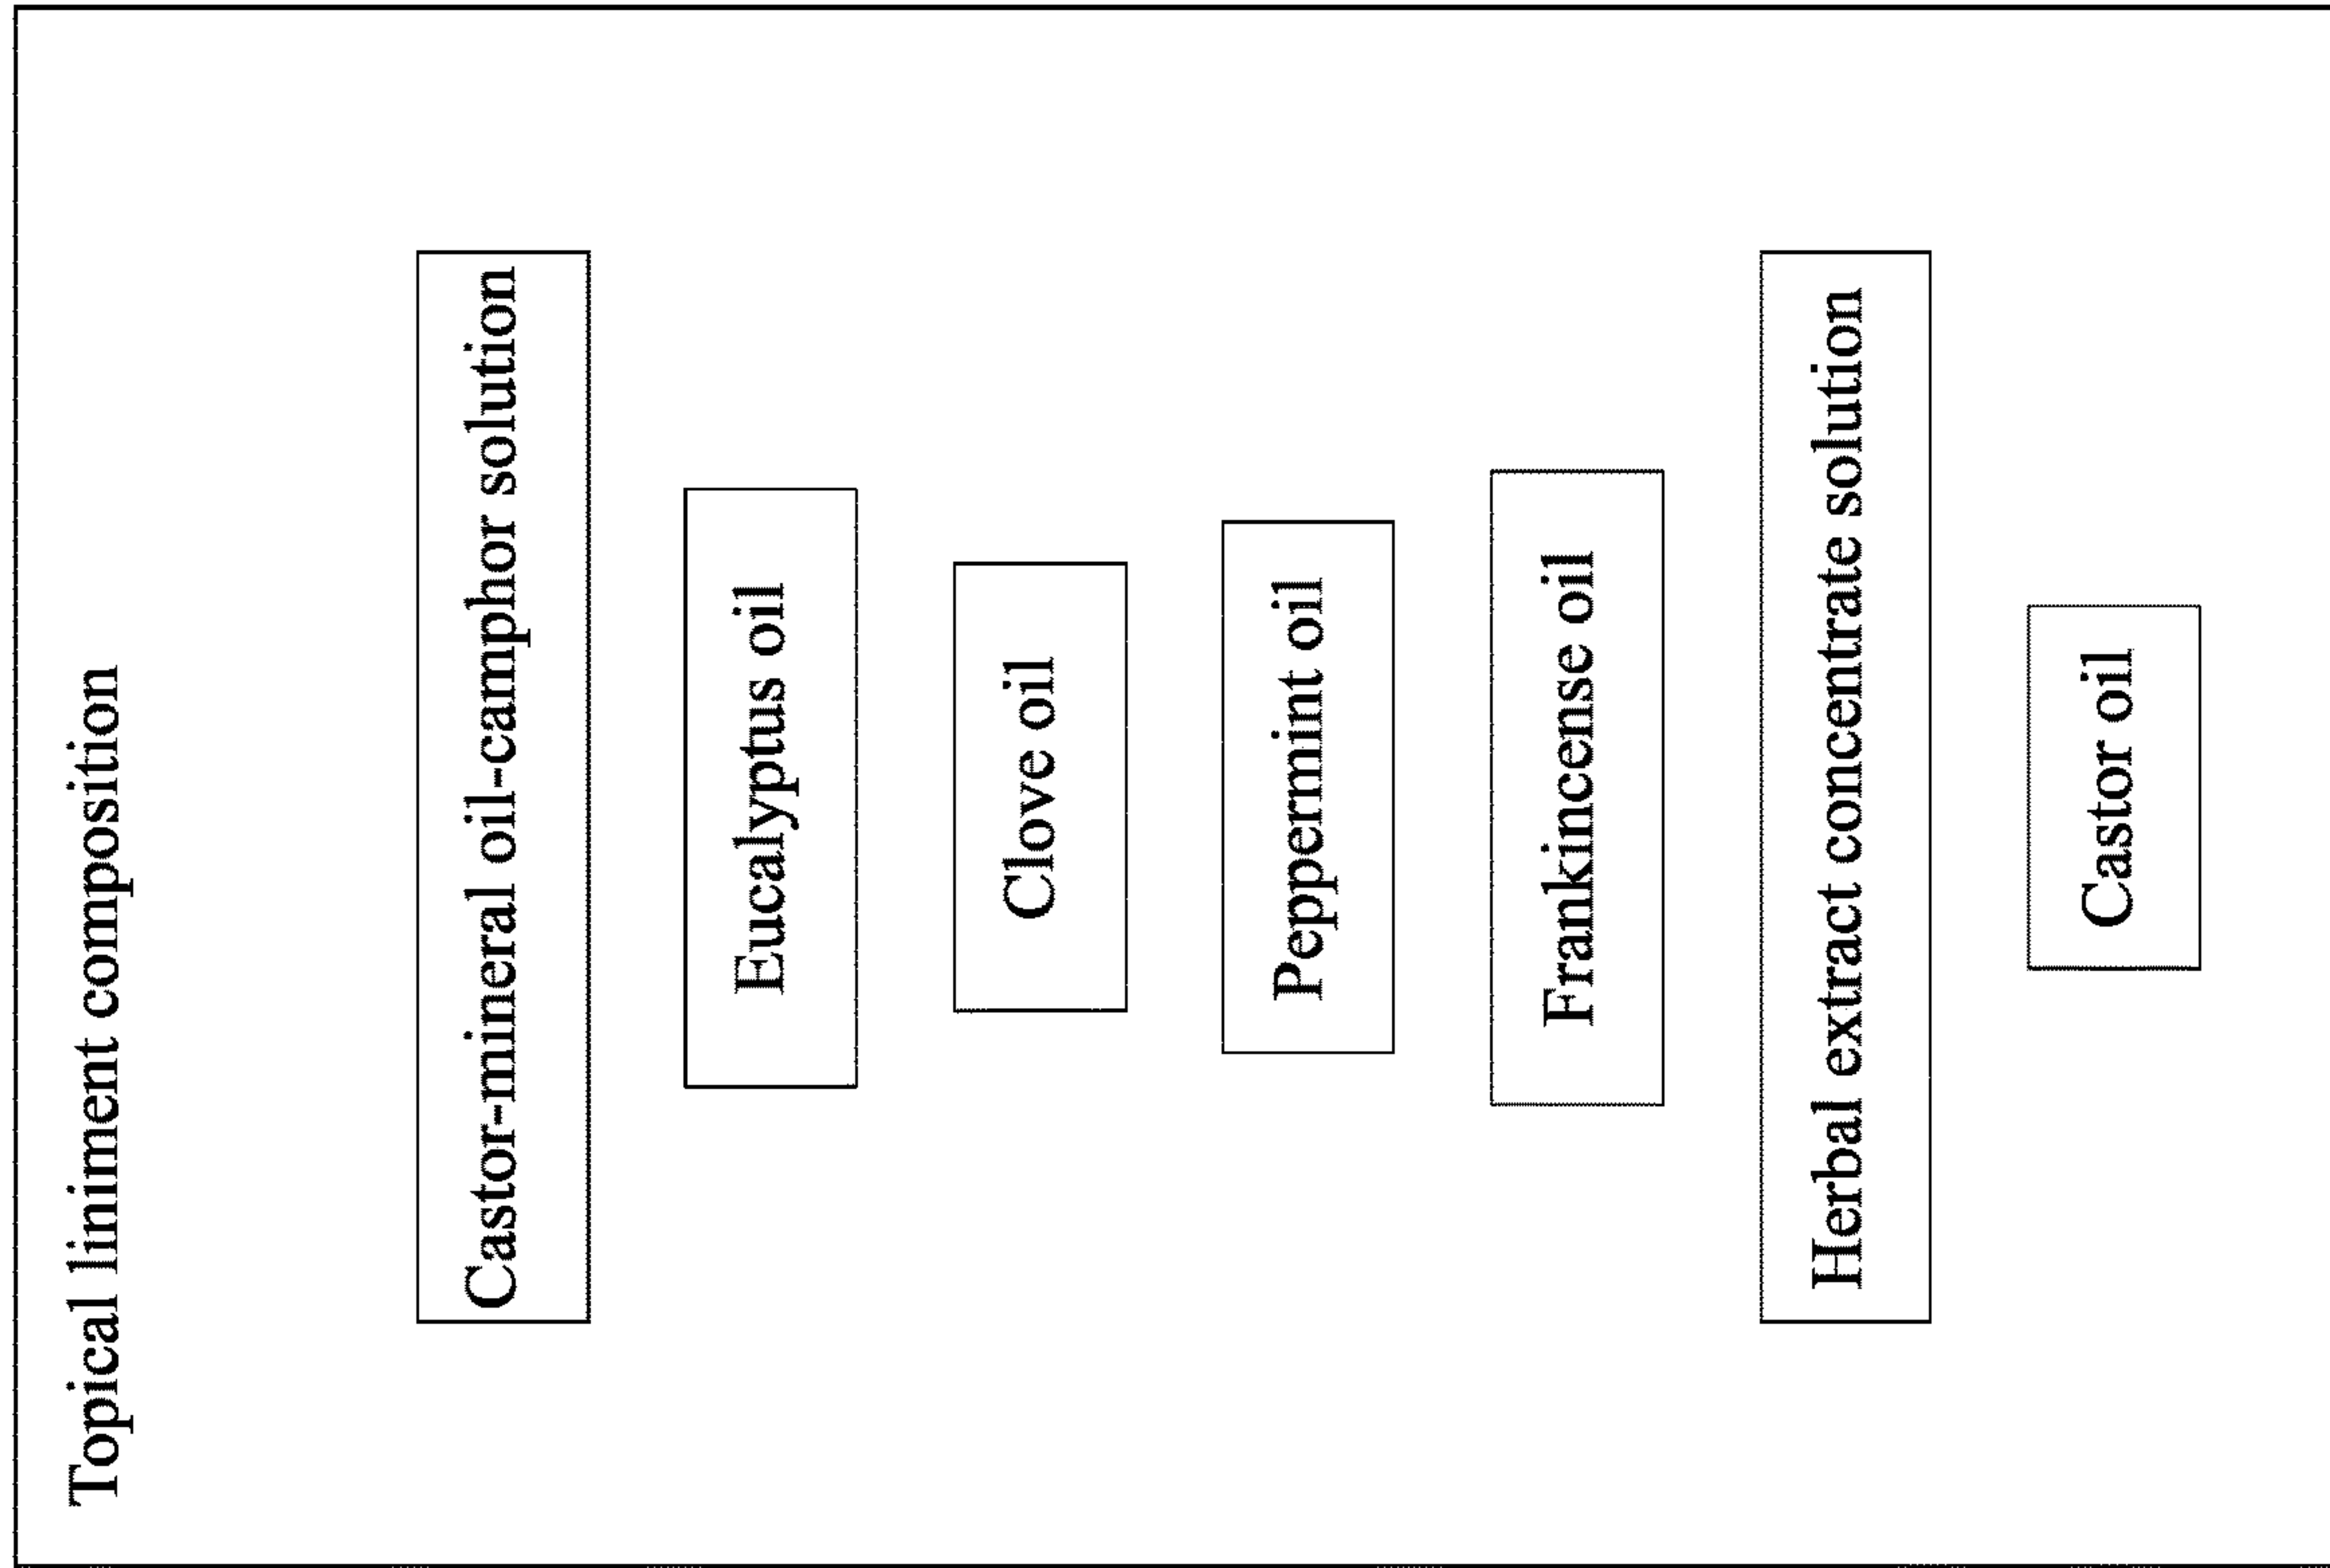 Topical liniment composition
Castor-mineral oil-camphor solution
Eucalyptus oil
Clove oil
Peppermint oil
Frankincense oil
Herbal extract concentrate solution
Castor oil